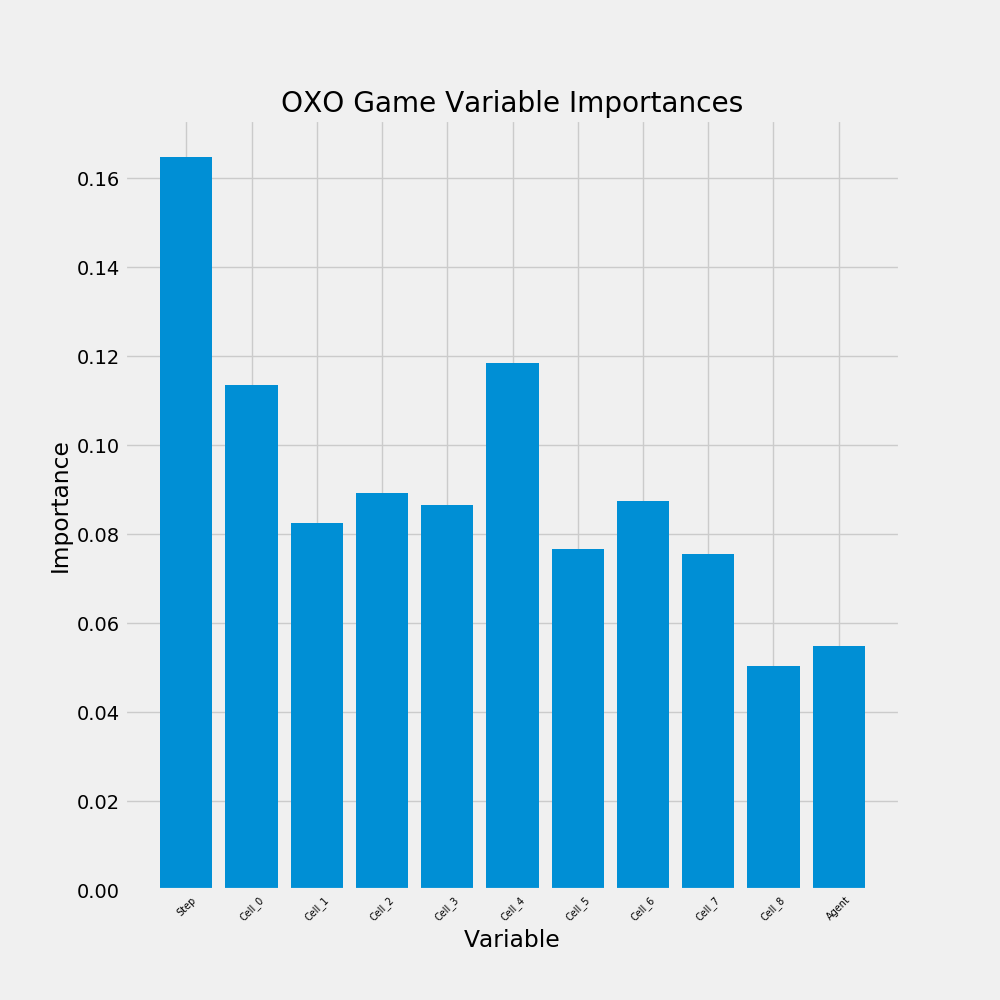 OXO Game Variable Importances
Importance
0.16
0.14
0.12
0.10
0.08
0.06
0.04
0.02
0.00
Step
Cell_0
Cell_1
Cell_2
Cell_3
Cell_4
Cell_5
Cell_6
Cell_7
Cell_8
Agent
Variable